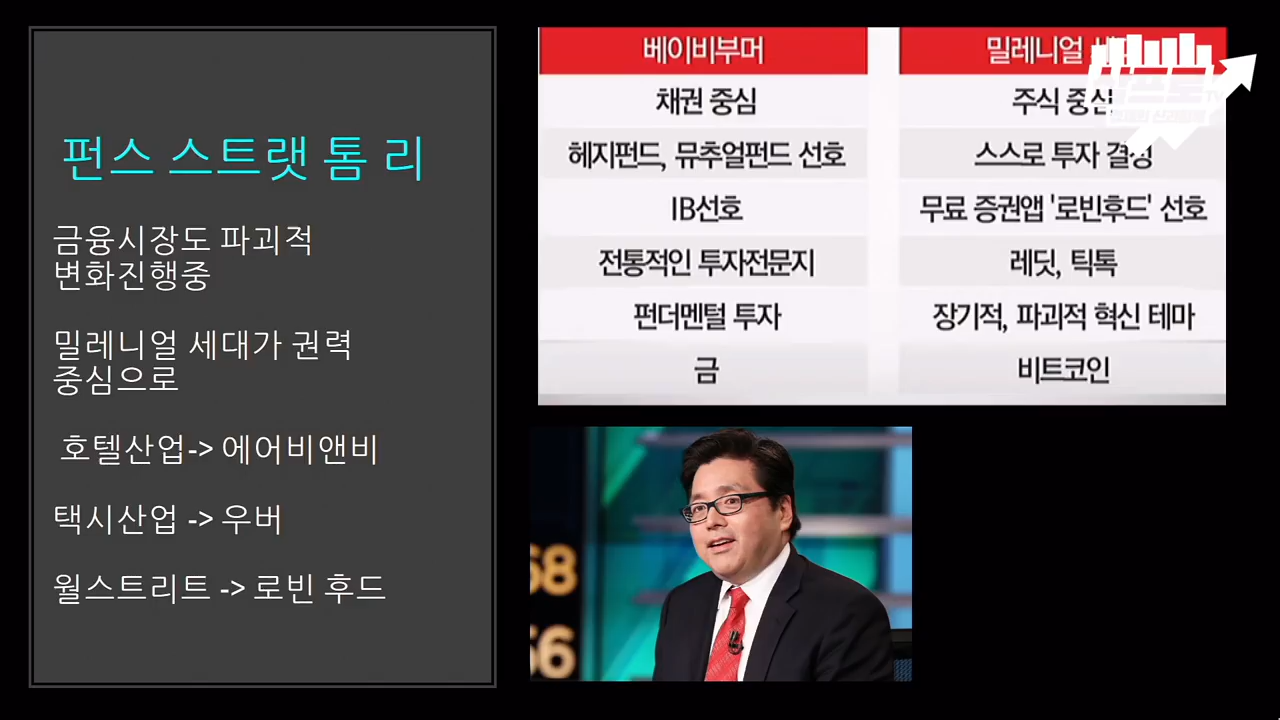 펀스 스트랫 톰 리
금융시장도 파괴적
변화진행중
밀레니얼 세대가 권력
중심으로
호텔산업-> 에어비앤비
택시산업 -> 우버
월스트리트 -> 로빈 후드
베이비부머
밀레니얼
채권 중심
주식 중심
헤지펀드, 뮤추얼펀드 선호
스스로 투자 결정
IB선호
무료 증권앱 '로빈후드' 선호
전통적인 투자전문지
레딧, 틱톡
펀더멘털 투자
장기적, 파괴적 혁신 테마
금
비트코인
68
56